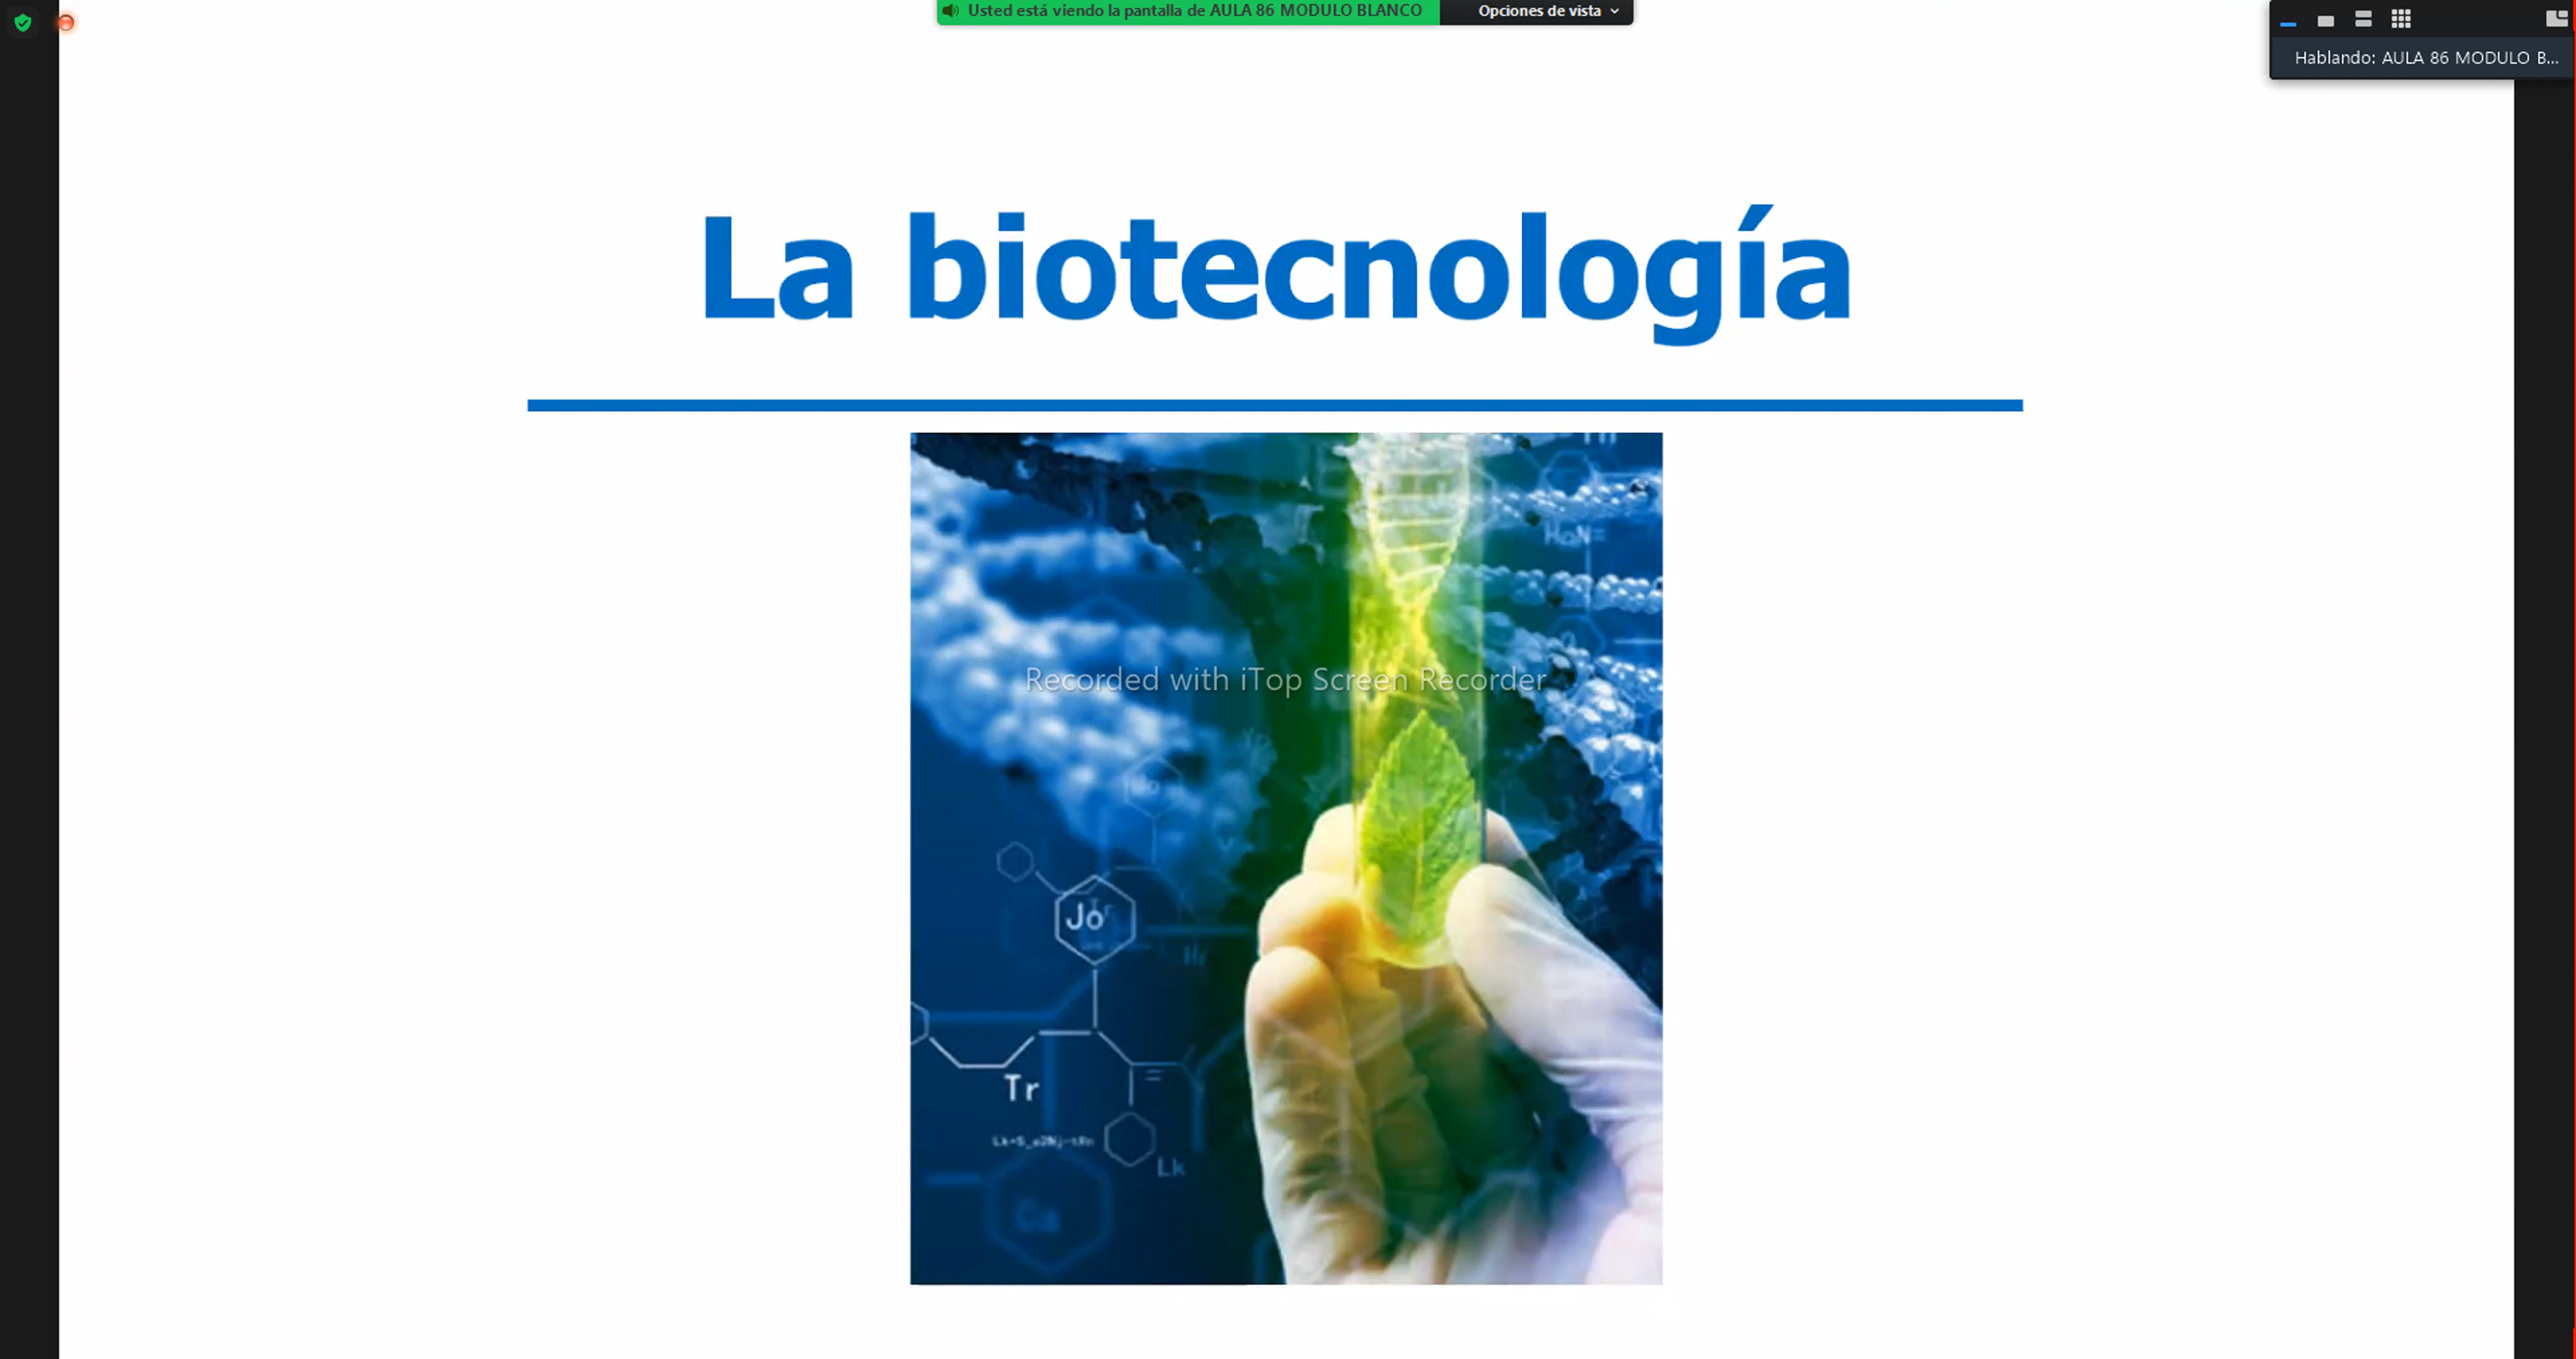 Usted está viendo la pantalla de AULA 86 MODULO BLANCO
Opciones de vista
Hablando: AULA 86 MODULO B...
La biotecnología
Recorded with iTop Screen Recorder
Jo
Tr
Lk